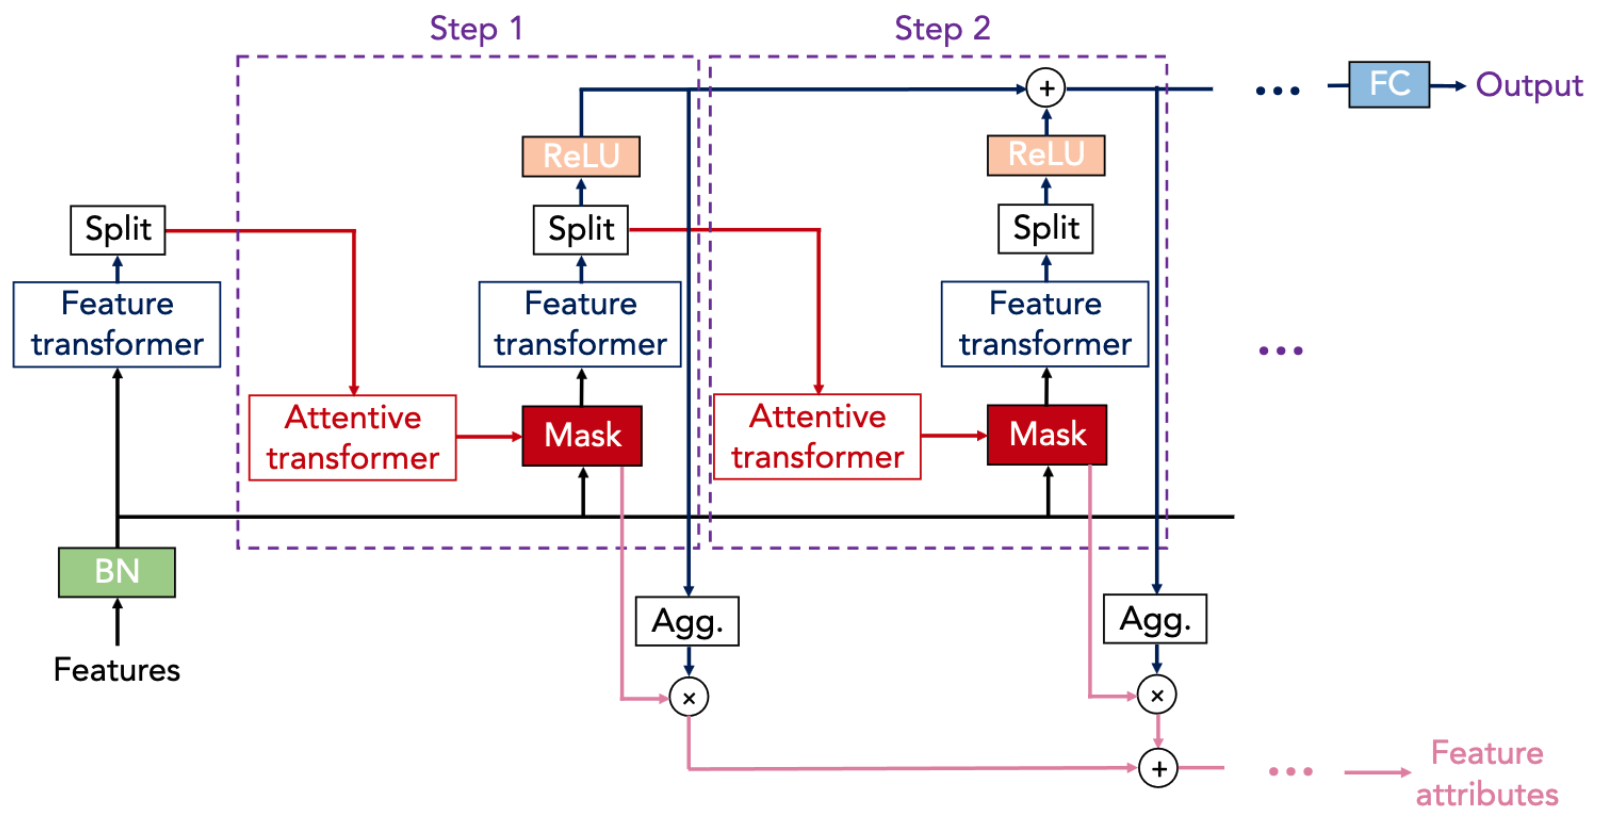 Step 1
Step 2
FC
Output
ReLU
ReLU
Split
Split
Split
Feature
transformer
Feature
transformer
Feature
transformer
Attentive
transformer
Mask
Attentive
transformer
Mask
BN
Features
Agg.
Agg.
Feature
attributes